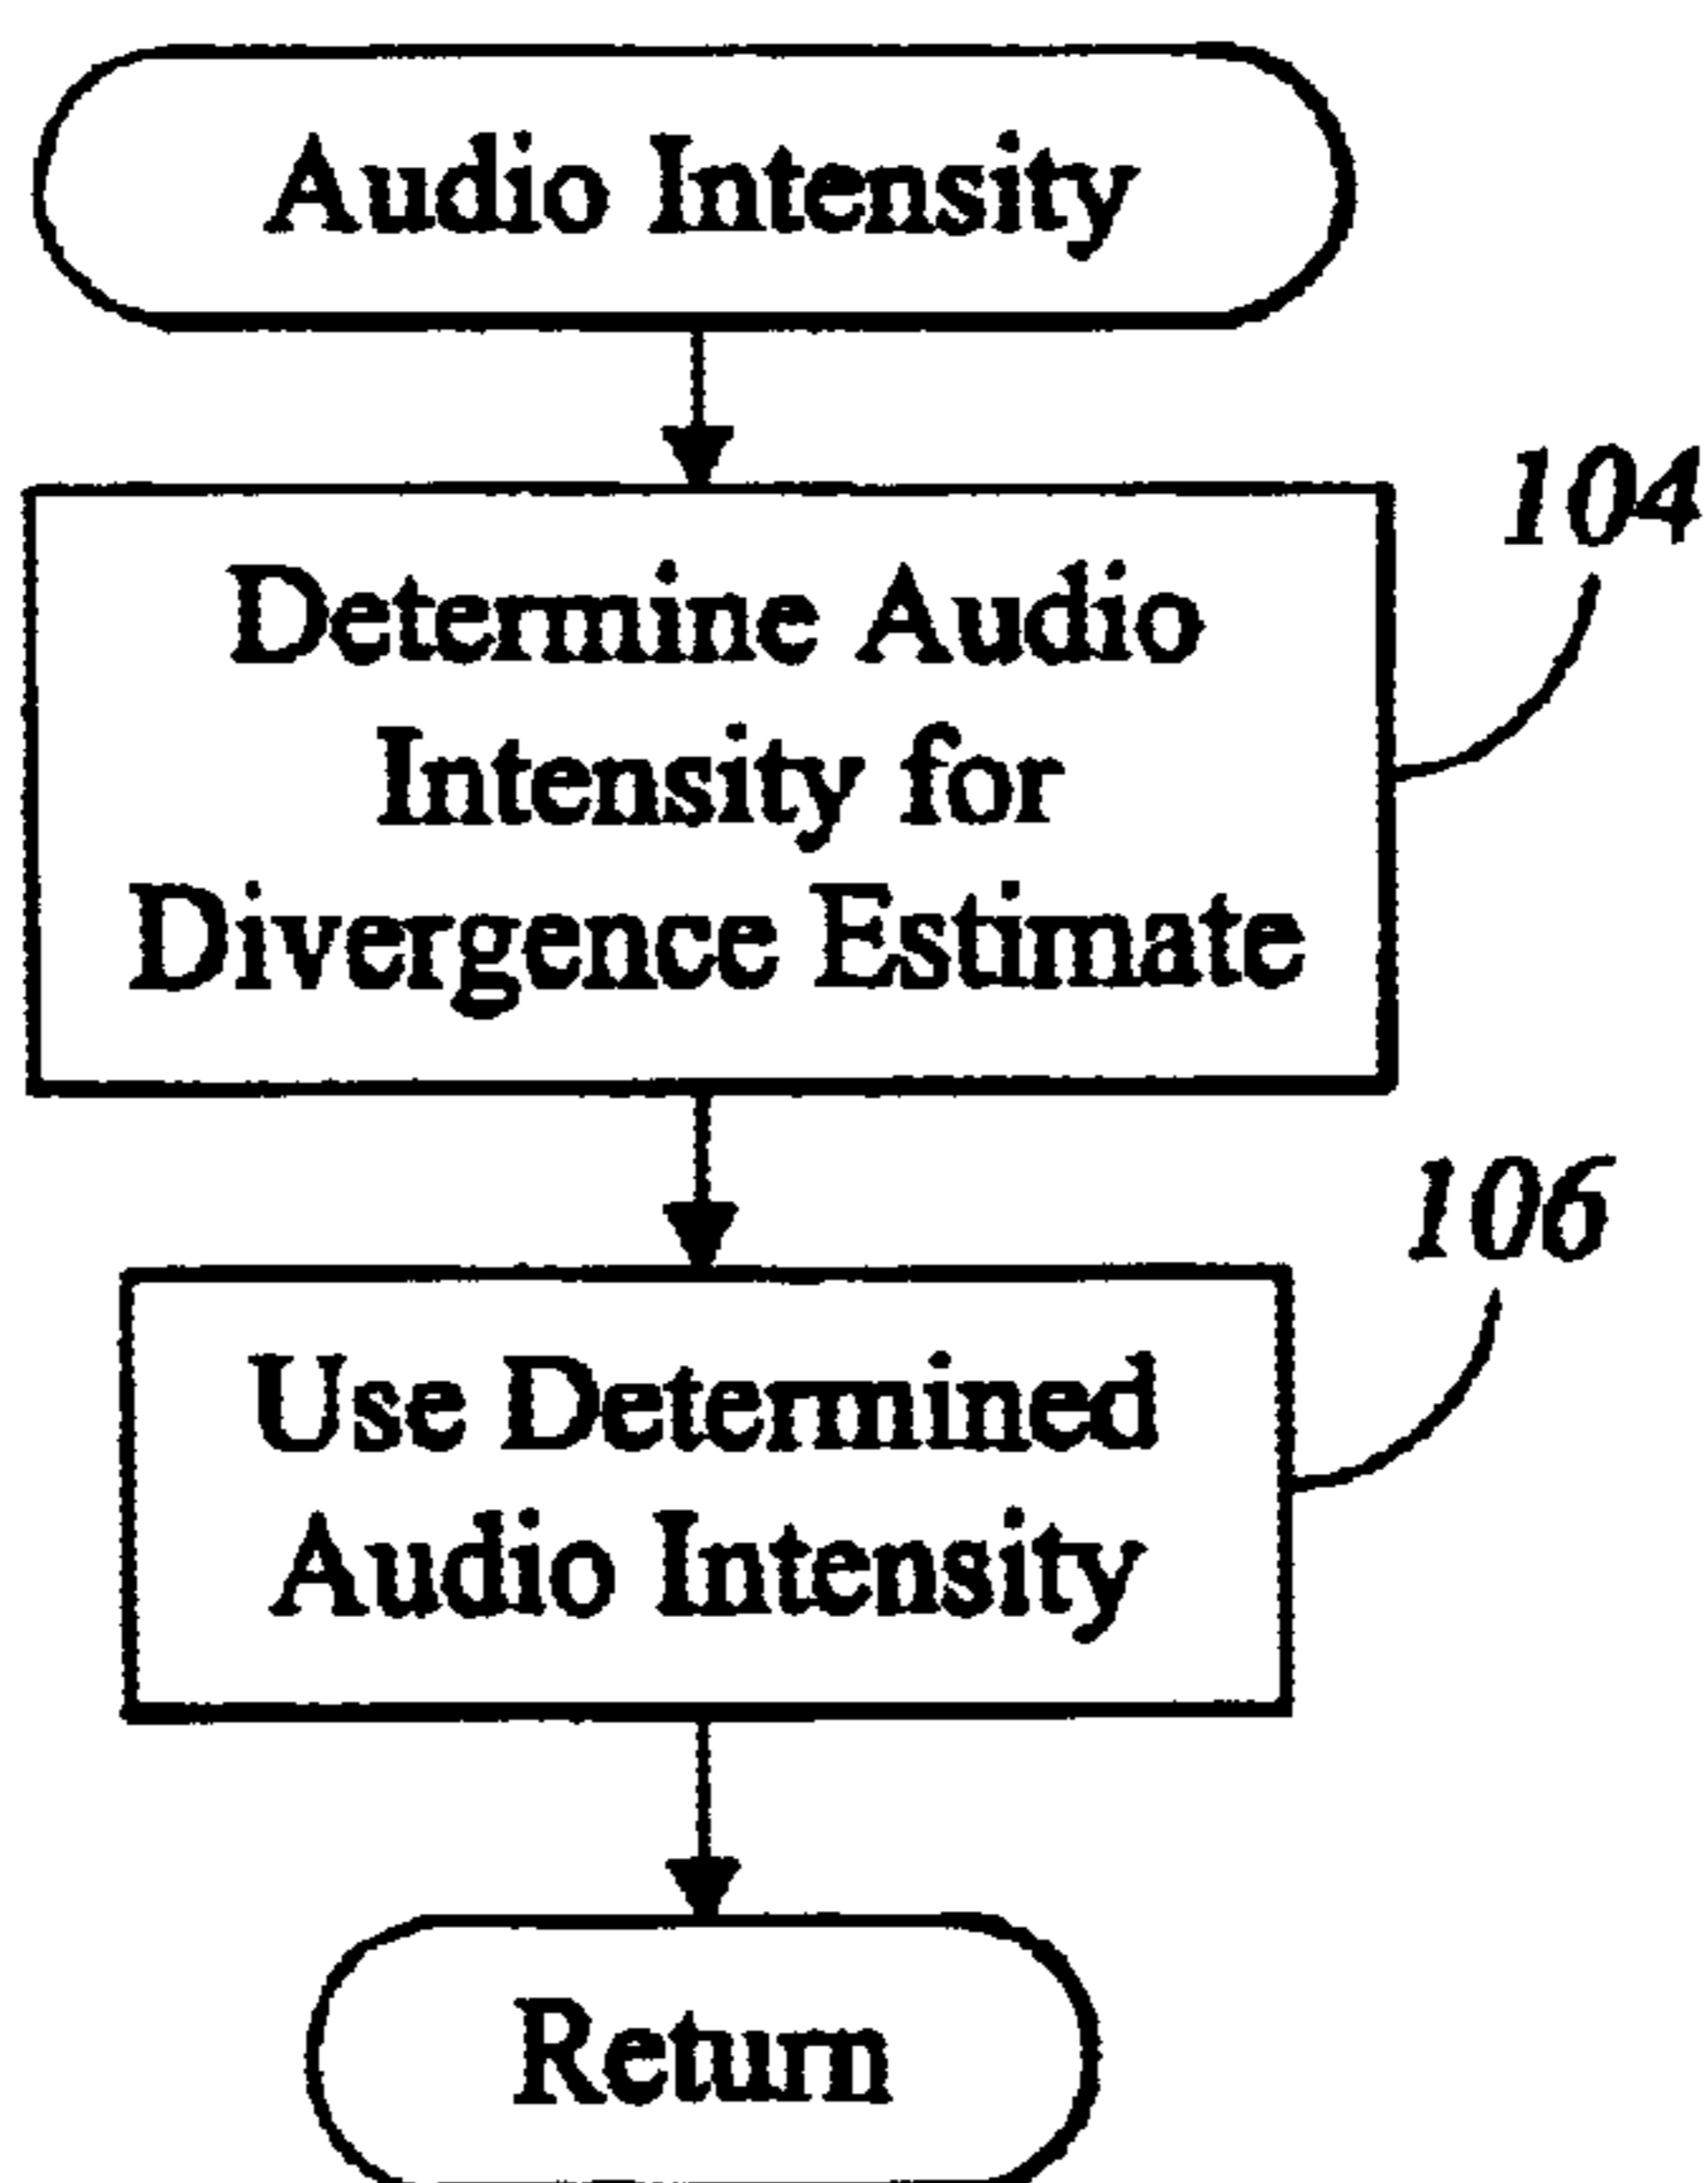 Audio Intensity
104
Determine Audio
Intensity for
Divergence Estimate
106
Use Determined
Audio Intensity
Return